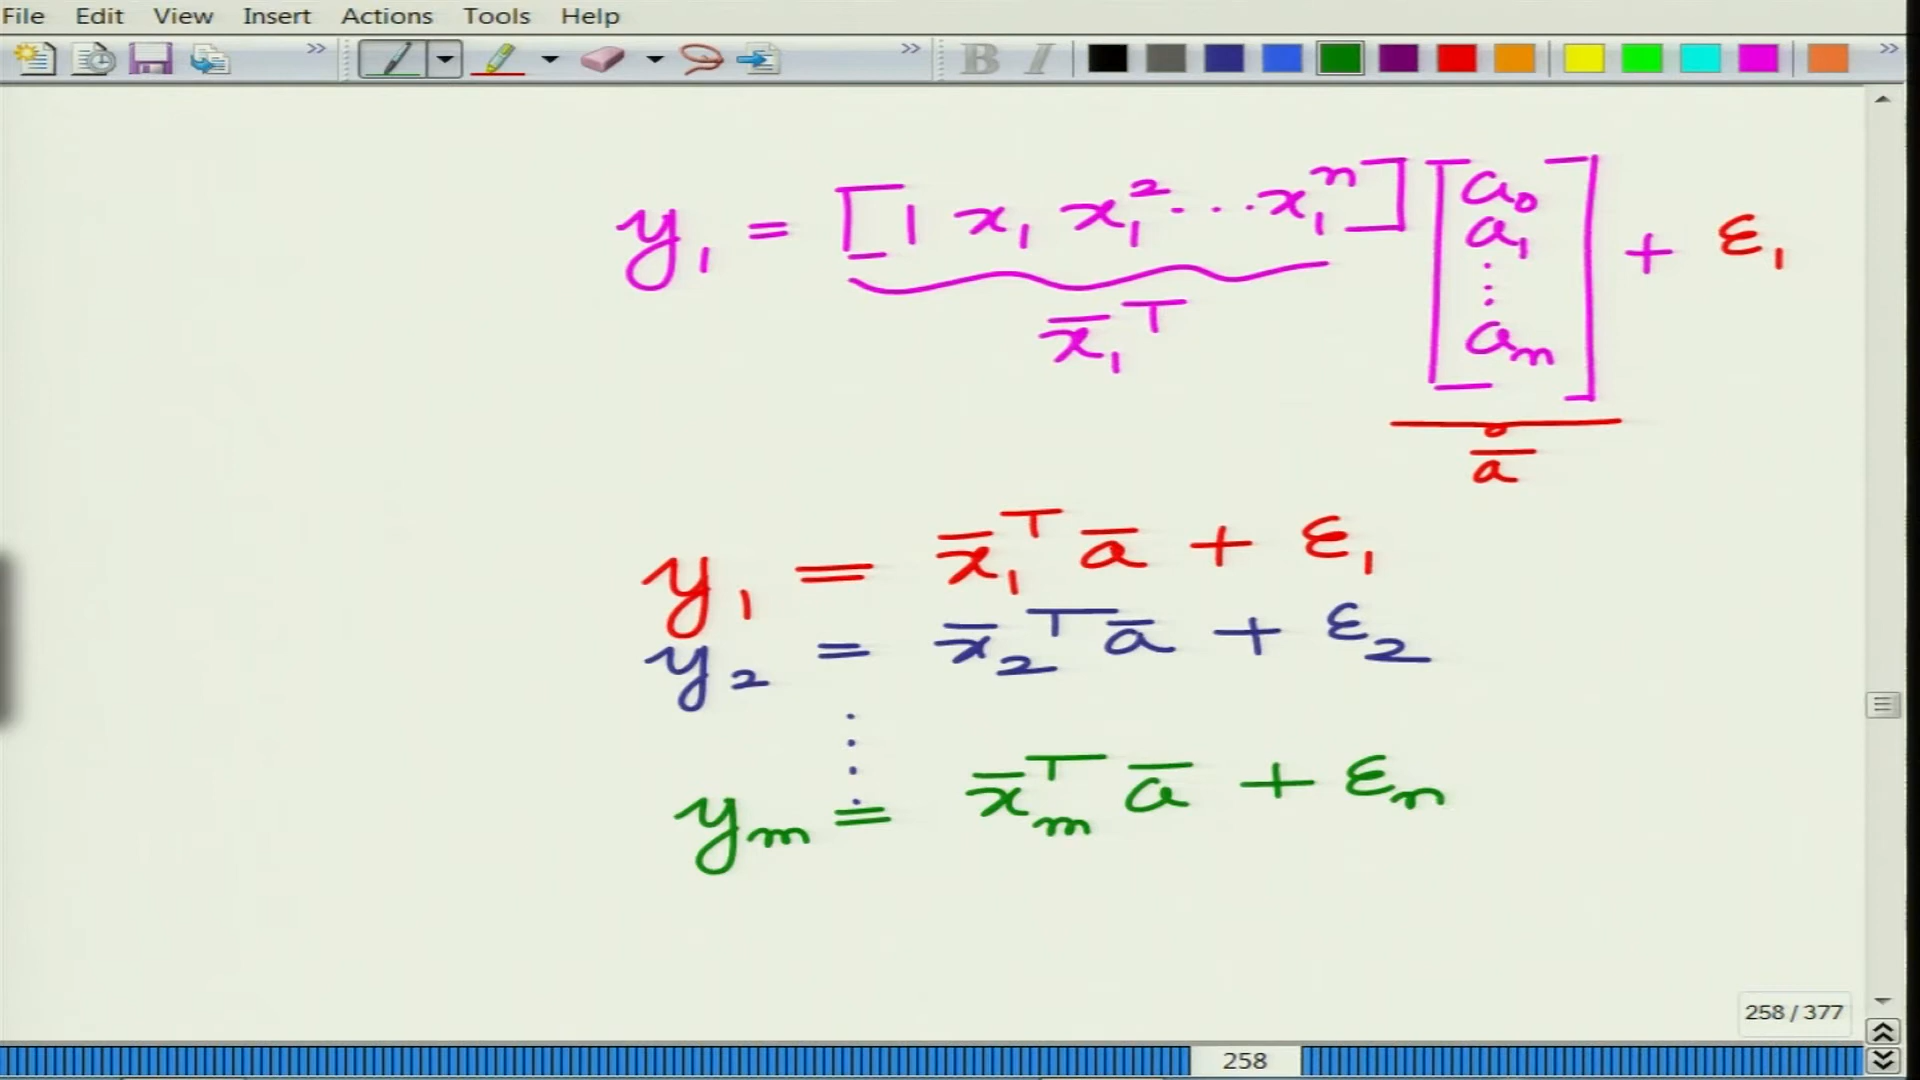 File Edit View Insert Actions Tools Help
B I
y₁ = [1 x₁ x₁² ... x₁ⁿ] [a₀ a₁ ⋮ aₙ] + ε₁
x̄₁ᵀ
ā
y₁ = x̄₁ᵀ ā + ε₁
y₂ = x̄₂ᵀ ā + ε₂
⋮
yₘ = x̄ₘᵀ ā + εₙ
258 / 377
258